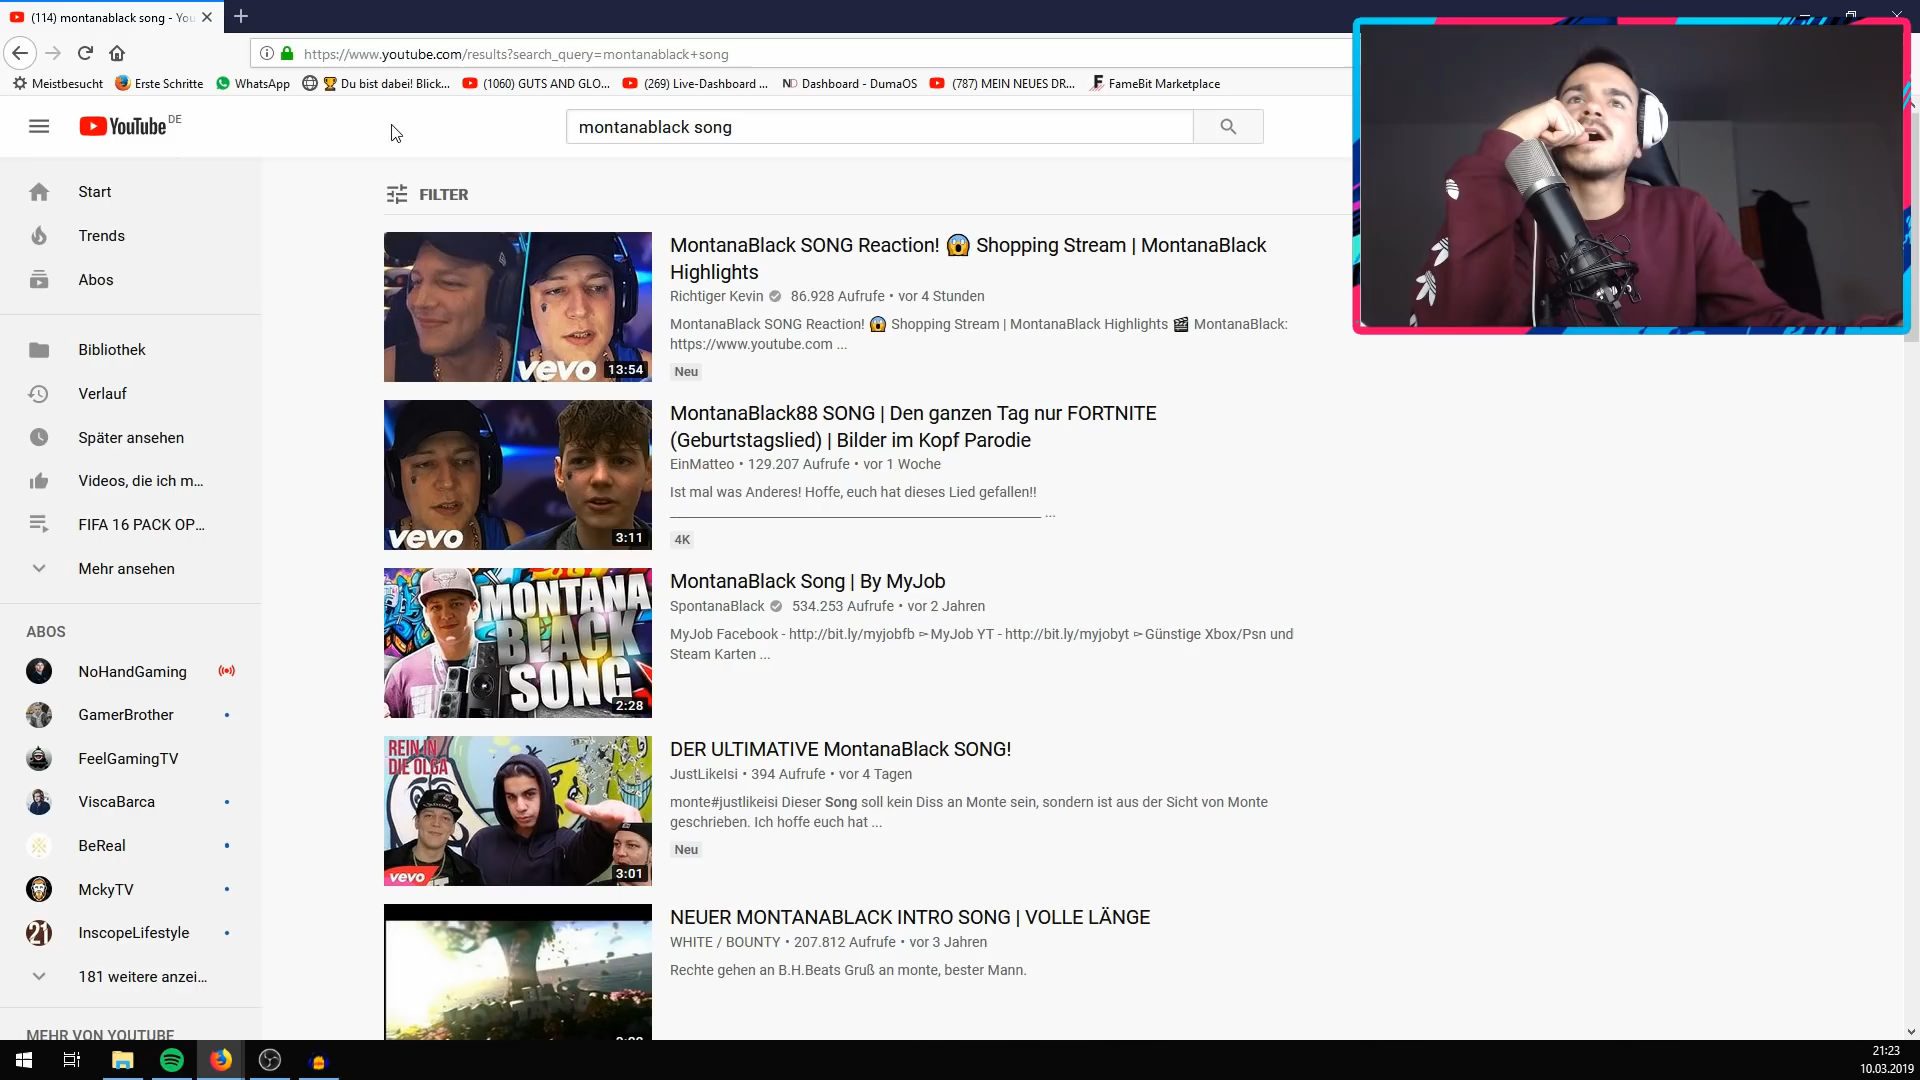 (114) montanablack song - You
https://www.youtube.com/results?search_query=montanablack+song
Meistbesucht
Erste Schritte
WhatsApp
Du bist dabei! Blick...
(1060) GUTS AND GLO...
(269) Live-Dashboard ...
ND Dashboard - DumaOS
(787) MEIN NEUES DR...
F FameBit Marketplace
YouTube DE
montanablack song
Start
Trends
Abos
Bibliothek
Verlauf
Später ansehen
Videos, die ich m...
FIFA 16 PACK OP...
Mehr ansehen
ABOS
NoHandGaming
GamerBrother
FeelGamingTV
ViscaBarca
BeReal
MckyTV
21 InscopeLifestyle
181 weitere anzei...
MEHR VON YOUTUBE
FILTER
vevo
13:54
MontanaBlack SONG Reaction! 😱 Shopping Stream | MontanaBlack
Highlights
Richtiger Kevin 86.928 Aufrufe • vor 4 Stunden
MontanaBlack SONG Reaction! 😱 Shopping Stream | MontanaBlack Highlights 🎬 MontanaBlack:
https://www.youtube.com ...
Neu
vevo
3:11
MontanaBlack88 SONG | Den ganzen Tag nur FORTNITE
(Geburtstagslied) | Bilder im Kopf Parodie
EinMatteo • 129.207 Aufrufe • vor 1 Woche
Ist mal was Anderes! Hoffe, euch hat dieses Lied gefallen!!
_______________________________________________ ...
4K
MONTANA
BLACK
SONG
2:28
MontanaBlack Song | By MyJob
SpontanaBlack 534.253 Aufrufe • vor 2 Jahren
MyJob Facebook - http://bit.ly/myjobfb ➢ MyJob YT - http://bit.ly/myjobyt ➢ Günstige Xbox/Psn und
Steam Karten ...
REIN IN
DIE OLGA
vevo
3:01
DER ULTIMATIVE MontanaBlack SONG!
JustLikeIsi • 394 Aufrufe • vor 4 Tagen
monte#justlikeisi Dieser Song soll kein Diss an Monte sein, sondern ist aus der Sicht von Monte
geschrieben. Ich hoffe euch hat ...
Neu
NEUER MONTANABLACK INTRO SONG | VOLLE LÄNGE
WHITE / BOUNTY • 207.812 Aufrufe • vor 3 Jahren
Rechte gehen an B.H.Beats Gruß an monte, bester Mann.
21:23
10.03.2019